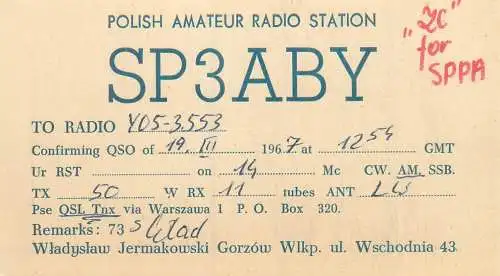 POLISH AMATEUR RADIO STATION
"ZC"
for
SPPA
SP3ABY
TO RADIO YO5-3553
Confirming QSO of 19. III 1967 at 1254 GMT
Ur RST on 14 Mc CW. AM. SSB.
TX 50 W RX 11 tubes ANT LW
Pse QSL Tnx via Warszawa 1 P. O. Box 320.
Remarks: 73 s Wład
Władysław Jermakowski Gorzów Wlkp. ul. Wschodnia 43